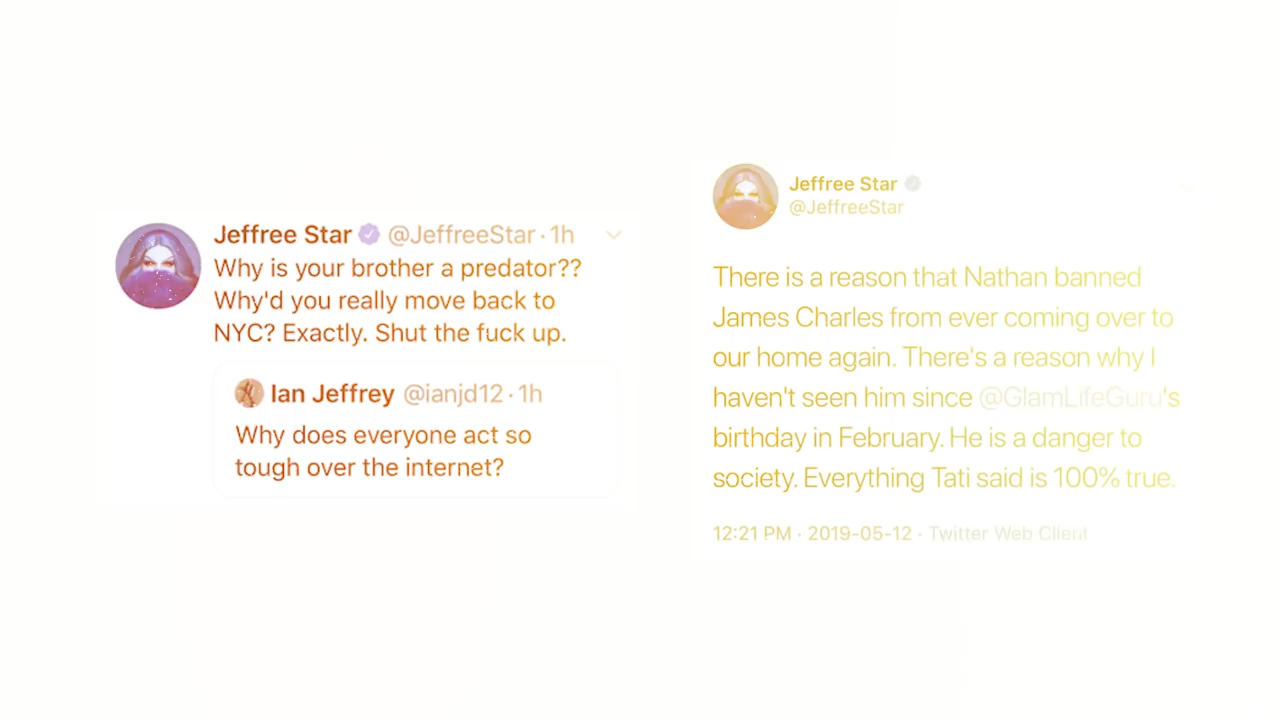 Jeffree Star @JeffreeStar · 1h
Why is your brother a predator??
Why'd you really move back to
NYC? Exactly. Shut the fuck up.
Ian Jeffrey @ianjd12 · 1h
Why does everyone act so
tough over the internet?
Jeffree Star
@JeffreeStar
There is a reason that Nathan banned
James Charles from ever coming over to
our home again. There's a reason why I
haven't seen him since @GlamLifeGuru's
birthday in February. He is a danger to
society. Everything Tati said is 100% true.
12:21 PM · 2019-05-12 · Twitter Web Client